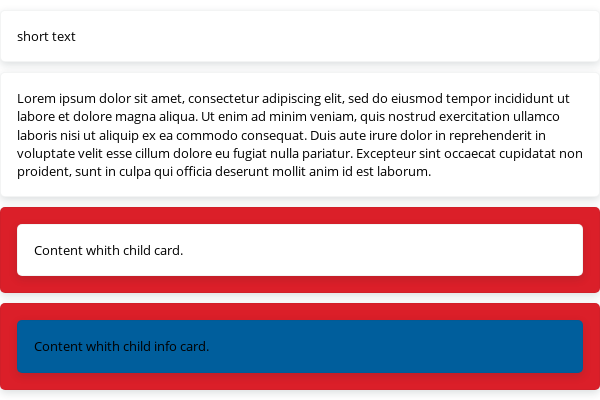 short text
Lorem ipsum dolor sit amet, consectetur adipiscing elit, sed do eiusmod tempor incididunt ut
labore et dolore magna aliqua. Ut enim ad minim veniam, quis nostrud exercitation ullamco
laboris nisi ut aliquip ex ea commodo consequat. Duis aute irure dolor in reprehenderit in
voluptate velit esse cillum dolore eu fugiat nulla pariatur. Excepteur sint occaecat cupidatat non
proident, sunt in culpa qui officia deserunt mollit anim id est laborum.
Content whith child card.
Content whith child info card.